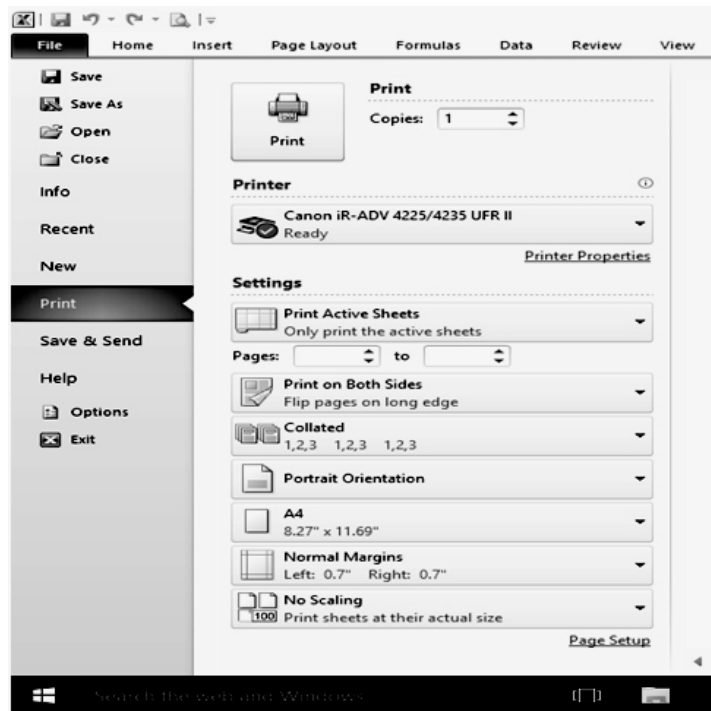 File Home Insert Page Layout Formulas Data Review View
Save
Save As
Open
Close
Info
Recent
New
Print
Save & Send
Help
Options
Exit
Print
Print
Copies: 1
Printer
Canon iR-ADV 4225/4235 UFR II
Ready
Printer Properties
Settings
Print Active Sheets
Only print the active sheets
Pages: to
Print on Both Sides
Flip pages on long edge
Collated
1,2,3 1,2,3 1,2,3
Portrait Orientation
A4
8.27" x 11.69"
Normal Margins
Left: 0.7" Right: 0.7"
No Scaling
100 Print sheets at their actual size
Page Setup
Search the web and Windows